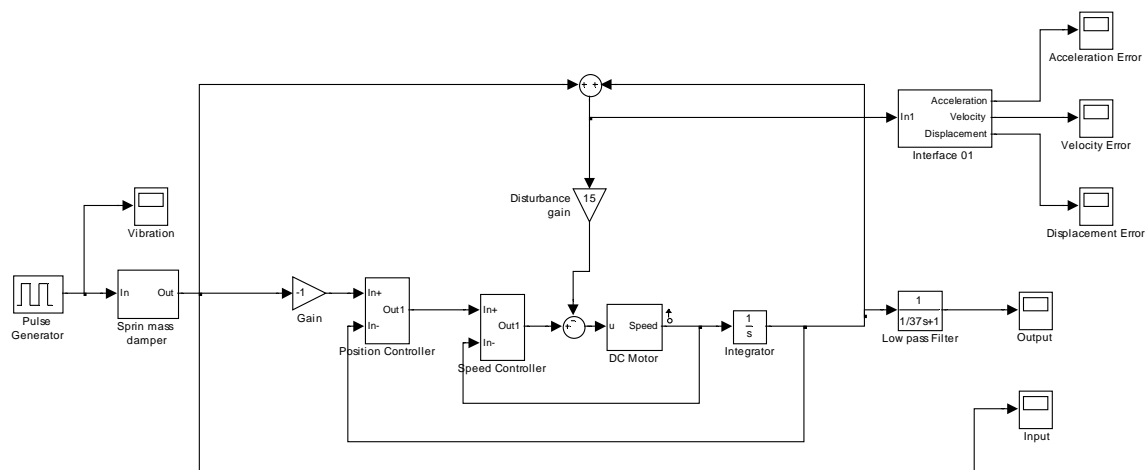 Acceleration Error
+ +
Acceleration
In1
Velocity
Displacement
Interface 01
Velocity Error
Disturbance
gain
15
Vibration
Displacement Error
Pulse
Generator
In
Out
Sprin mass
damper
-1
Gain
In+
Out1
In-
Position Controller
In+
Out1
In-
Speed Controller
+ -
u
Speed
DC Motor
1
s
Integrator
1
1/37s+1
Low pass Filter
Output
Input